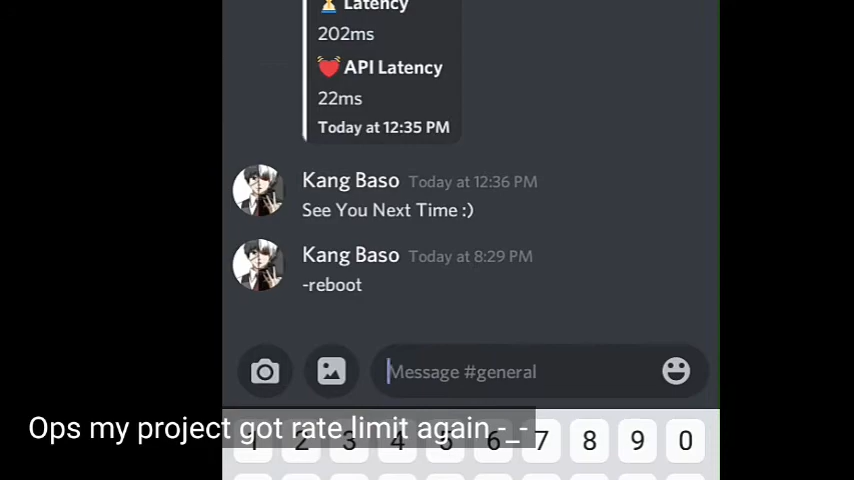 Latency
202ms
API Latency
22ms
Today at 12:35 PM
Kang Baso Today at 12:36 PM
See You Next Time :)
Kang Baso Today at 8:29 PM
-reboot
Message #general
Ops my project got rate limit again -_-
1 2 3 4 5 6 7 8 9 0